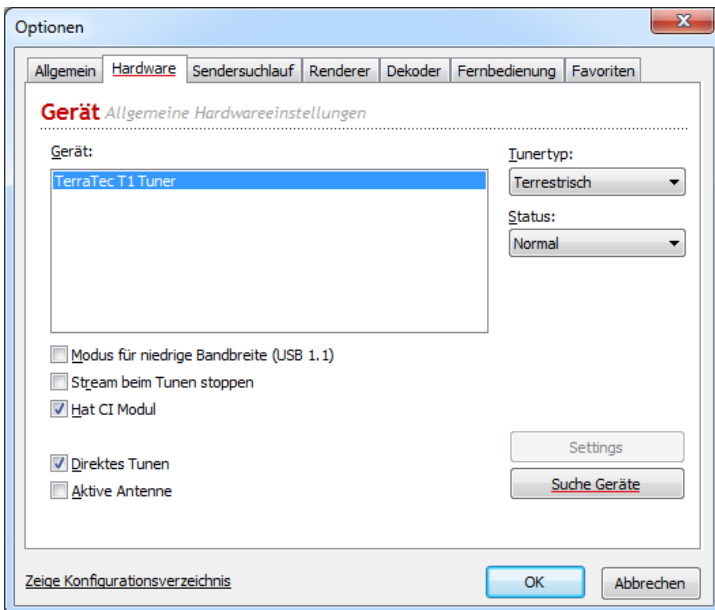 Optionen
Allgemein Hardware Sendersuchlauf Renderer Dekoder Fernbedienung Favoriten
Gerät Allgemeine Hardwareeinstellungen
Gerät:
TerraTec T1 Tuner
Tunertyp:
Terrestrisch
Status:
Normal
Modus für niedrige Bandbreite (USB 1.1)
Stream beim Tunen stoppen
Hat CI Modul
Direktes Tunen
Aktive Antenne
Settings
Suche Geräte
Zeige Konfigurationsverzeichnis
OK Abbrechen